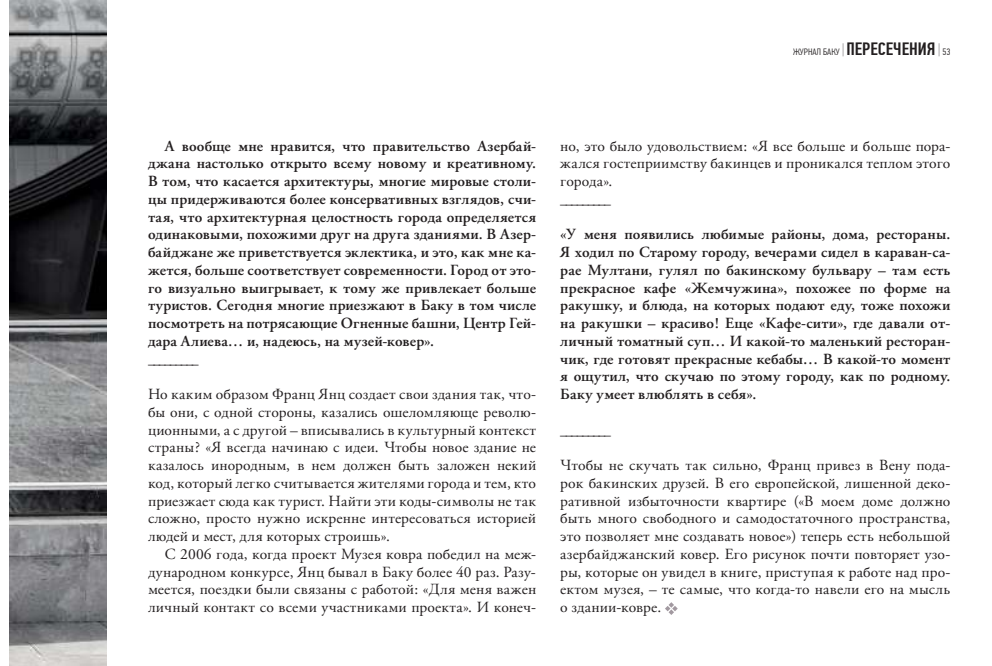 ЖУРНАЛ БАКУ | ПЕРЕСЕЧЕНИЯ | 53
А вообще мне нравится, что правительство Азербай-
джана настолько открыто всему новому и креативному.
В том, что касается архитектуры, многие мировые столи-
цы придерживаются более консервативных взглядов, счи-
тая, что архитектурная целостность города определяется
одинаковыми, похожими друг на друга зданиями. В Азер-
байджане же приветствуется эклектика, и это, как мне ка-
жется, больше соответствует современности. Город от это-
го визуально выигрывает, к тому же привлекает больше
туристов. Сегодня многие приезжают в Баку в том числе
посмотреть на потрясающие Огненные башни, Центр Гей-
дара Алиева… и, надеюсь, на музей-ковер».
Но каким образом Франц Янц создает свои здания так, что-
бы они, с одной стороны, казались ошеломляюще револю-
ционными, а с другой – вписывались в культурный контекст
страны? «Я всегда начинаю с идеи. Чтобы новое здание не
казалось инородным, в нем должен быть заложен некий
код, который легко считывается жителями города и тем, кто
приезжает сюда как турист. Найти эти коды-символы не так
сложно, просто нужно искренне интересоваться историей
людей и мест, для которых строишь».
С 2006 года, когда проект Музея ковра победил на меж-
дународном конкурсе, Янц бывал в Баку более 40 раз. Разу-
меется, поездки были связаны с работой: «Для меня важен
личный контакт со всеми участниками проекта». И конеч-
но, это было удовольствием: «Я все больше и больше пора-
жался гостеприимству бакинцев и проникался теплом этого
города».
«У меня появились любимые районы, дома, рестораны.
Я ходил по Старому городу, вечерами сидел в караван-са-
рае Мултани, гулял по бакинскому бульвару – там есть
прекрасное кафе «Жемчужина», похожее по форме на
ракушку, и блюда, на которых подают еду, тоже похожи
на ракушки – красиво! Еще «Кафе-сити», где давали от-
личный томатный суп… И какой-то маленький ресторан-
чик, где готовят прекрасные кебабы… В какой-то момент
я ощутил, что скучаю по этому городу, как по родному.
Баку умеет влюблять в себя».
Чтобы не скучать так сильно, Франц привез в Вену пода-
рок бакинских друзей. В его европейской, лишенной деко-
ративной избыточности квартире («В моем доме должно
быть много свободного и самодостаточного пространства,
это позволяет мне создавать новое») теперь есть небольшой
азербайджанский ковер. Его рисунок почти повторяет узо-
ры, которые он увидел в книге, приступая к работе над про-
ектом музея, – те самые, что когда-то навели его на мысль
о здании-ковре. ❖